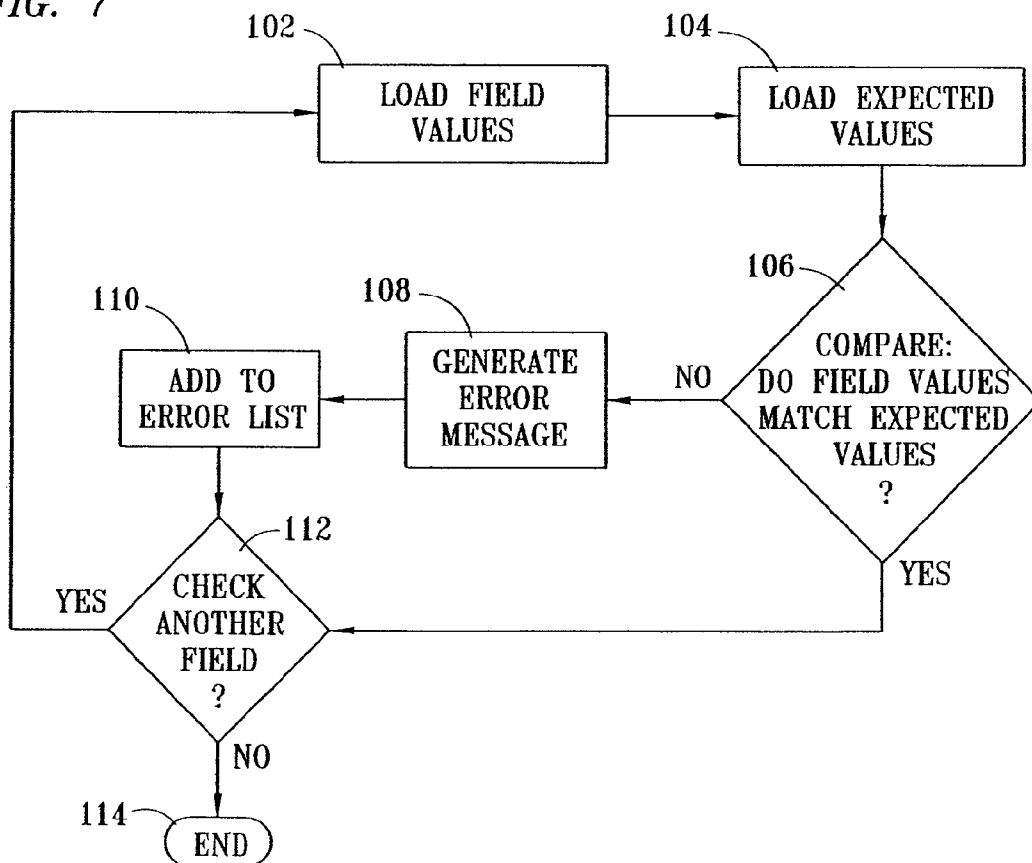 FIG. 7
102
LOAD FIELD
VALUES
104
LOAD EXPECTED
VALUES
106
COMPARE:
DO FIELD VALUES
MATCH EXPECTED
VALUES
?
NO
YES
108
GENERATE
ERROR
MESSAGE
110
ADD TO
ERROR LIST
112
CHECK
ANOTHER
FIELD
?
YES
NO
114
END